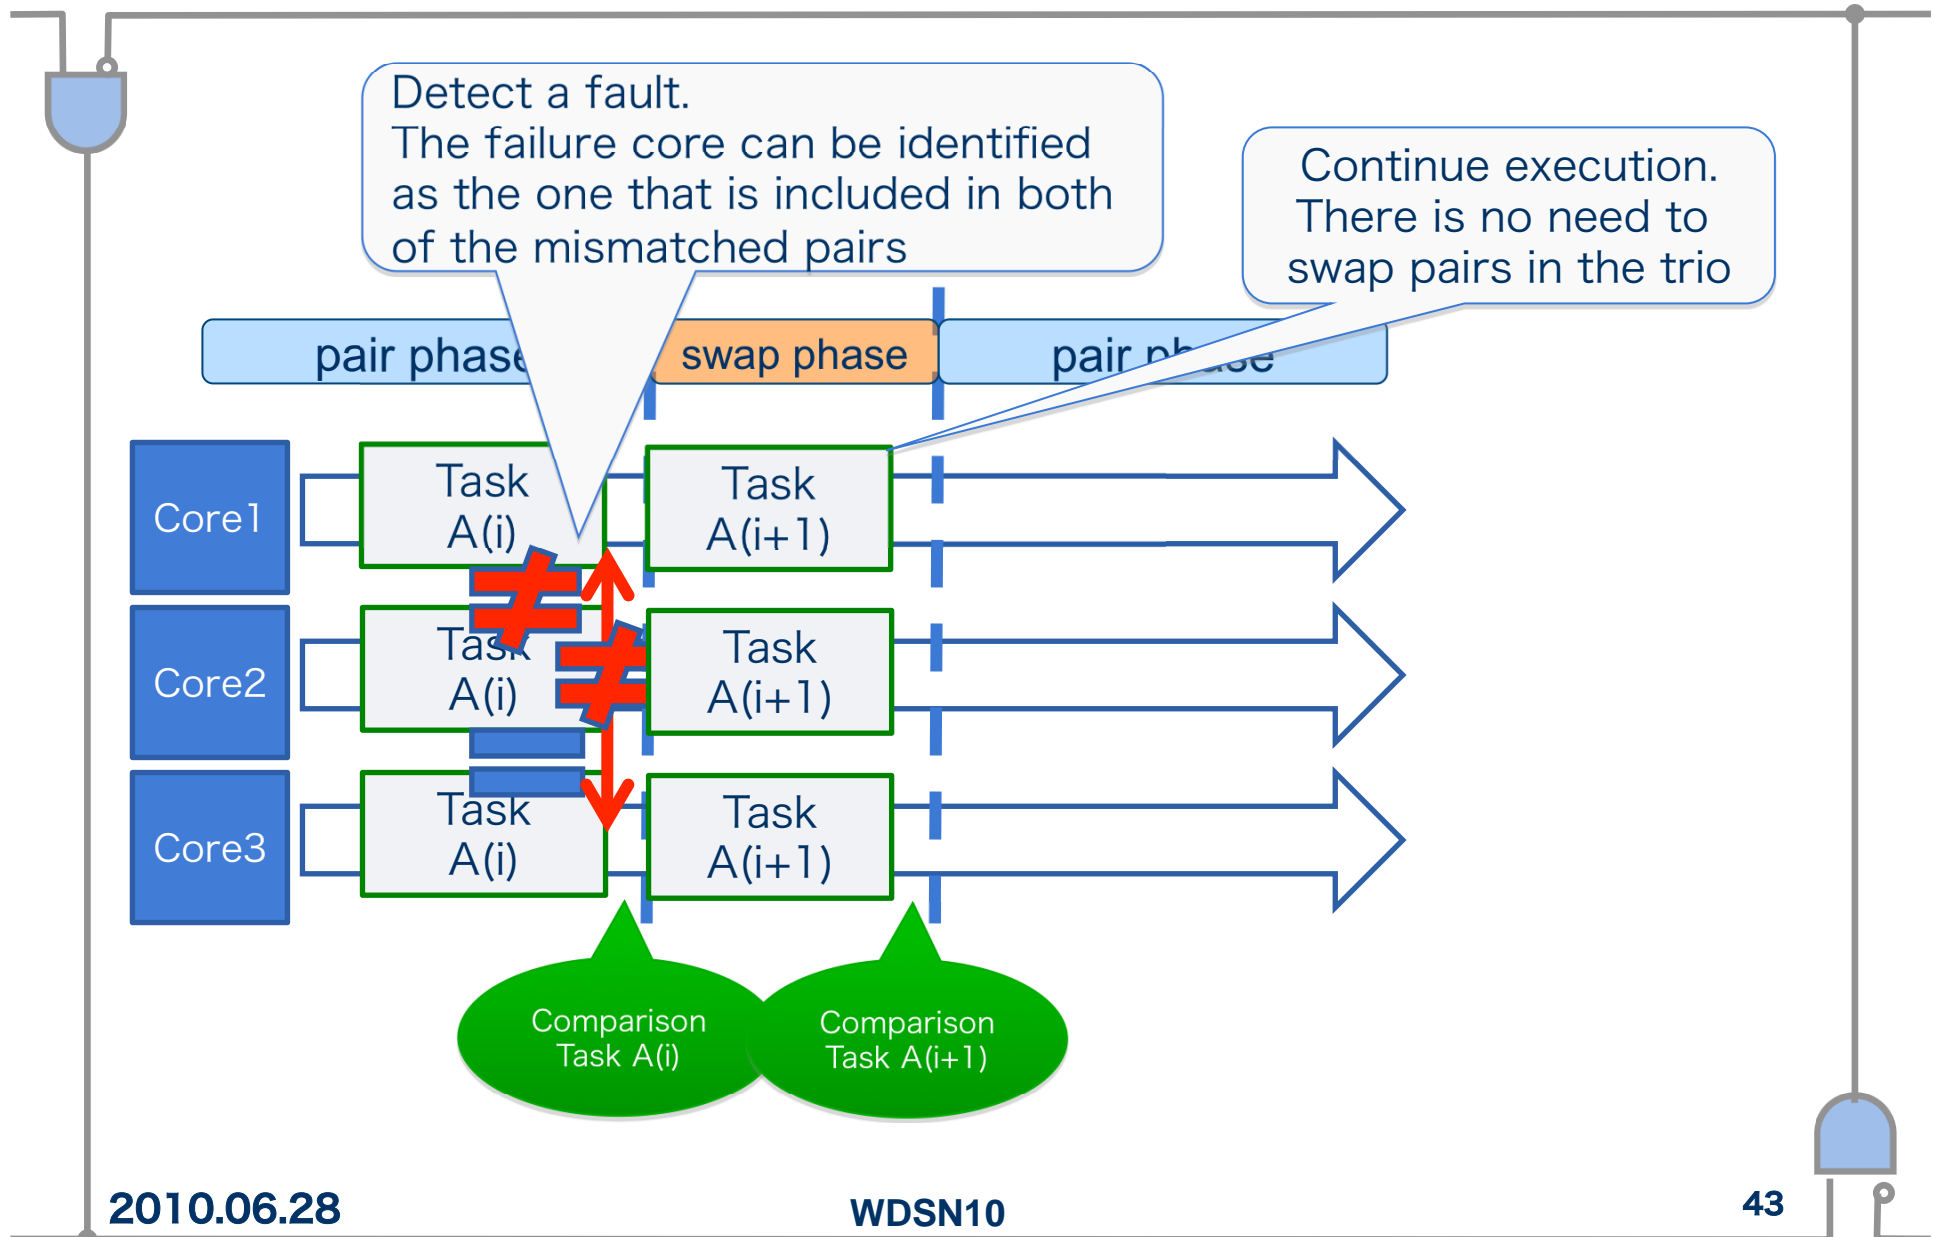 Detect a fault.
The failure core can be identified
as the one that is included in both
of the mismatched pairs
Continue execution.
There is no need to
swap pairs in the trio
pair phase
swap phase
pair phase
Core1
Task
A(i)
Task
A(i+1)
Core2
Task
A(i)
Task
A(i+1)
Core3
Task
A(i)
Task
A(i+1)
Comparison
Task A(i)
Comparison
Task A(i+1)
2010.06.28
WDSN10
43